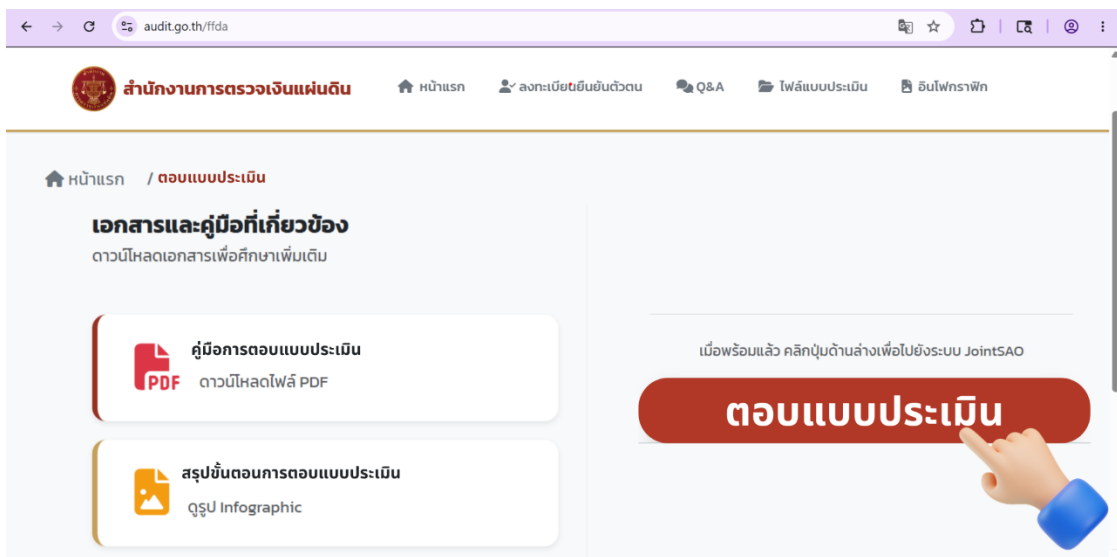 audit.go.th/ffda
สำนักงานการตรวจเงินแผ่นดิน
หน้าแรก
ลงทะเบียนยืนยันตัวตน
Q&A
ไฟล์แบบประเมิน
อินโฟกราฟิก
หน้าแรก / ตอบแบบประเมิน
เอกสารและคู่มือที่เกี่ยวข้อง
ดาวน์โหลดเอกสารเพื่อศึกษาเพิ่มเติม
คู่มือการตอบแบบประเมิน
PDF
ดาวน์โหลดไฟล์ PDF
สรุปขั้นตอนการตอบแบบประเมิน
ดูรูป Infographic
เมื่อพร้อมแล้ว คลิกปุ่มด้านล่างเพื่อไปยังระบบ JointSAO
ตอบแบบประเมิน